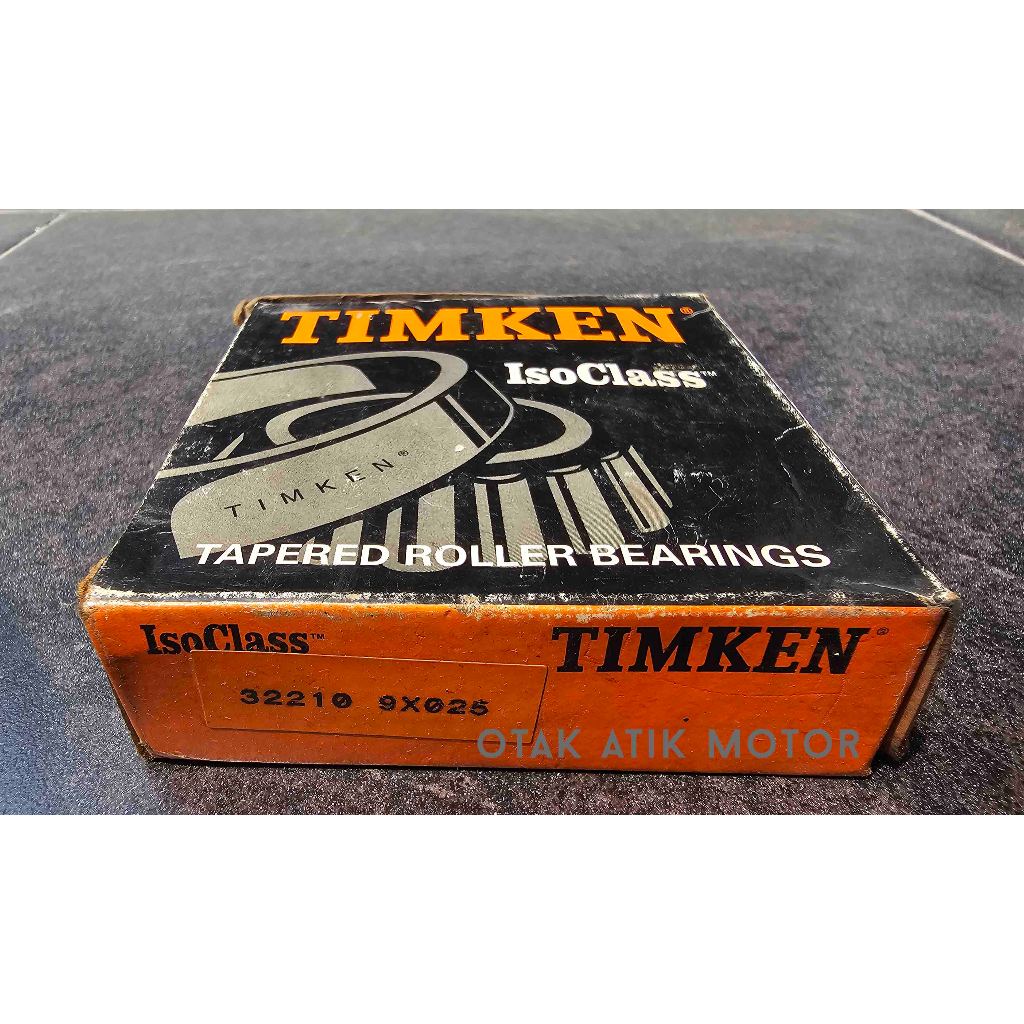 TIMKEN®
IsoClass™
TIMKEN®
TAPERED ROLLER BEARINGS
IsoClass™
TIMKEN®
32210 9X025
OTAK ATIK MOTOR